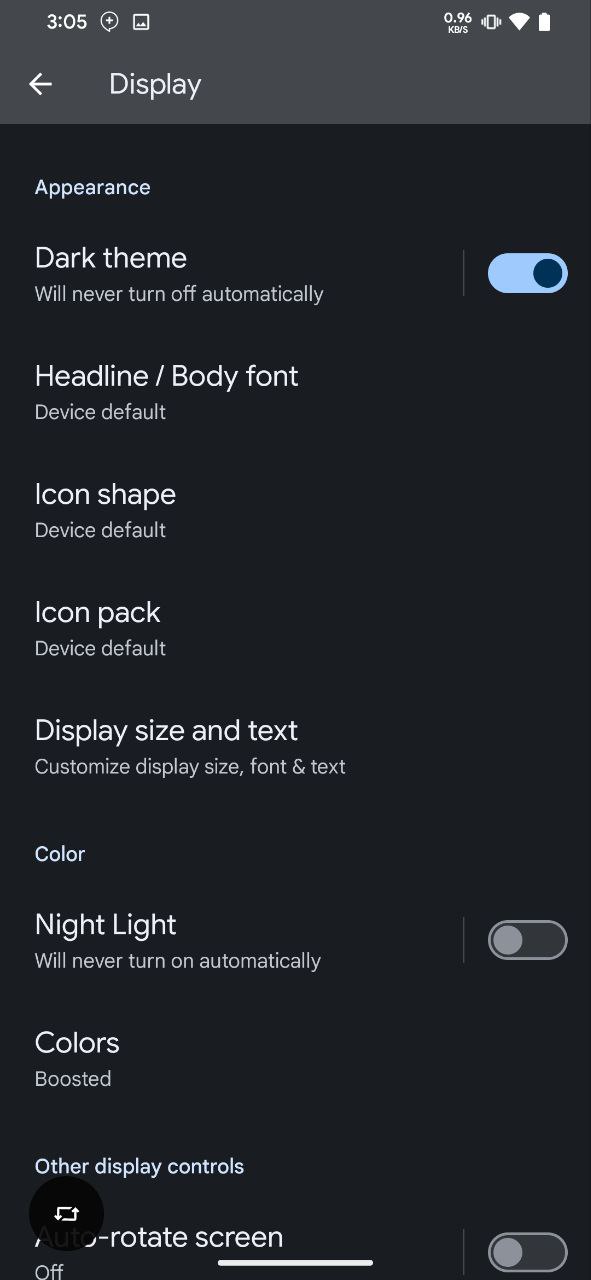 3:05
0.96
KB/S
Display
Appearance
Dark theme
Will never turn off automatically
Headline / Body font
Device default
Icon shape
Device default
Icon pack
Device default
Display size and text
Customize display size, font & text
Color
Night Light
Will never turn on automatically
Colors
Boosted
Other display controls
Auto-rotate screen
Off